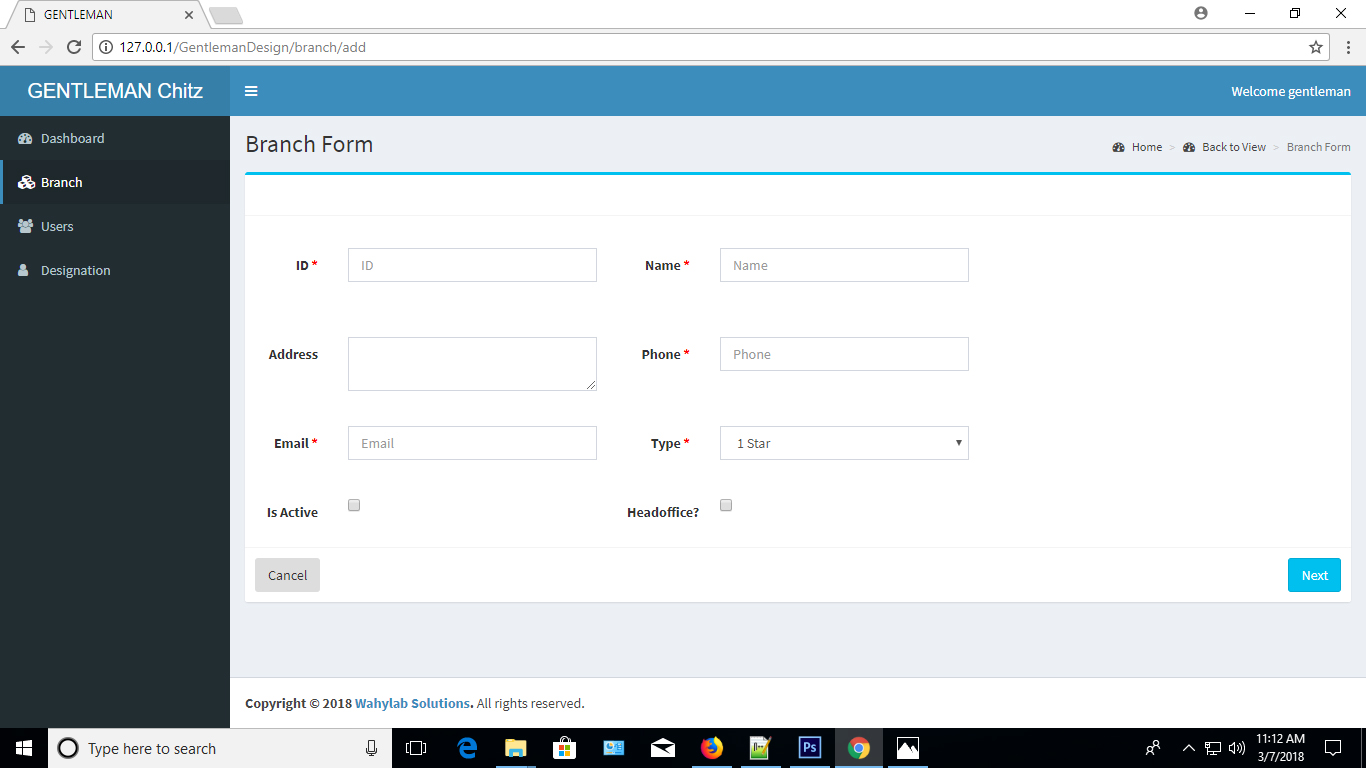 GENTLEMAN
127.0.0.1/GentlemanDesign/branch/add
GENTLEMAN Chitz
Welcome gentleman
Dashboard
Branch
Users
Designation
Branch Form
Home > Back to View > Branch Form
ID * ID Name * Name
Address Phone * Phone
Email * Email Type * 1 Star
Is Active Headoffice?
Cancel Next
Copyright © 2018 Wahylab Solutions. All rights reserved.
Type here to search
Ps
11:12 AM
3/7/2018